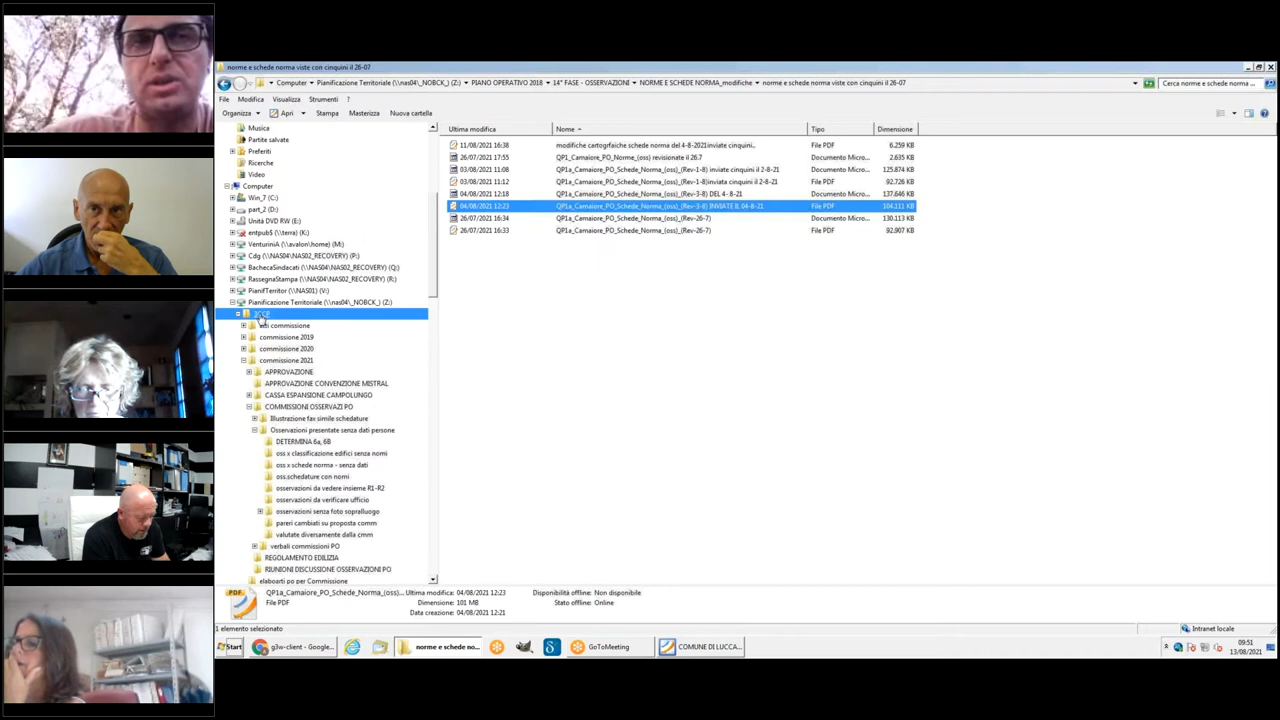 norme e schede norma viste con cinquini il 26-07
Computer ▸ Pianificazione Territoriale (\\nas04\_NOBCK_) (Z:) ▸ PIANO OPERATIVO 2018 ▸ 14° FASE - OSSERVAZIONI ▸ NORME E SCHEDE NORMA_modifiche ▸ norme e schede norma viste con cinquini il 26-07
Cerca norme e schede norma ...
File Modifica Visualizza Strumenti ?
Organizza Apri Stampa Masterizza Nuova cartella
Musica
Partite salvate
Preferiti
Ricerche
Video
Computer
Win_7 (C:)
part_2 (D:)
Unità DVD RW (E:)
entpub$ (\\terra) (K:)
VenturiniA (\\avalon\home) (M:)
Cdg (\\NAS04\NAS02_RECOVERY) (P:)
BachecaSindacati (\\NAS04\NAS02_RECOVERY) (Q:)
RassegnaStampa (\\NAS04\NAS02_RECOVERY) (R:)
PianifTerritor (\\NAS01) (V:)
Pianificazione Territoriale (\\nas04\_NOBCK_) (Z:)
commissione
commissione 2019
commissione 2020
commissione 2021
APPROVAZIONE
APPROVAZIONE CONVENZIONE MISTRAL
CASSA ESPANSIONE CAMPOLUNGO
COMMISSIONI OSSERVAZI PO
Illustrazione fax simile schedature
Osservazioni presentate senza dati persone
DETERMINA 6a, 6B
oss x classificazione edifici senza nomi
oss x schede norma - senza dati
oss.schedature con nomi
osservazioni da vedere insieme R1-R2
osservazioni da verificare ufficio
osservazioni senza foto sopralluogo
pareri cambiati su proposta comm
valutate diversamente dalla cmm
verbali commissioni PO
REGOLAMENTO EDILIZIA
RIUNIONI DISCUSSIONE OSSERVAZIONI PO
elaboarti po per Commissione
Ultima modifica Nome Tipo Dimensione
11/08/2021 16:38 modifiche cartografaiche schede norma del 4-8-2021inviate cinquini.. File PDF 6.259 KB
26/07/2021 17:55 QP1_Camaiore_PO_Norme_(oss) revisionite il 26.7 Documento Micro... 2.635 KB
03/08/2021 11:08 QP1a_Camaiore_PO_Schede_Norma_(oss)_(Rev-1-8) inviate cinquini il 2-8-21 Documento Micro... 125.874 KB
03/08/2021 11:12 QP1a_Camaiore_PO_Schede_Norma_(oss)_(Rev-1-8)inviata cinquini il 2-8-21 File PDF 92.726 KB
04/08/2021 12:18 QP1a_Camaiore_PO_Schede_Norma_(oss)_(Rev-3-8) DEL 4-8-21 Documento Micro... 137.646 KB
04/08/2021 12:23 QP1a_Camaiore_PO_Schede_Norma_(oss)_(Rev-3-8) INVIATE IL 04-8-21 File PDF 104.111 KB
26/07/2021 16:34 QP1a_Camaiore_PO_Schede_Norma_(oss)_(Rev-26-7) Documento Micro... 130.113 KB
26/07/2021 16:33 QP1a_Camaiore_PO_Schede_Norma_(oss)_(Rev-26-7) File PDF 92.907 KB
PDF
QP1a_Camaiore_PO_Schede_Norma_(oss)... Ultima modifica: 04/08/2021 12:23 Disponibilità offline: Non disponibile
File PDF Dimensione: 101 MB Stato offline: Online
Data creazione: 04/08/2021 12:21
1 elemento selezionato
Intranet locale
Start g3w-client - Google... norme e schede no... GoToMeeting COMUNE DI LUCCA...
09:51
13/08/2021